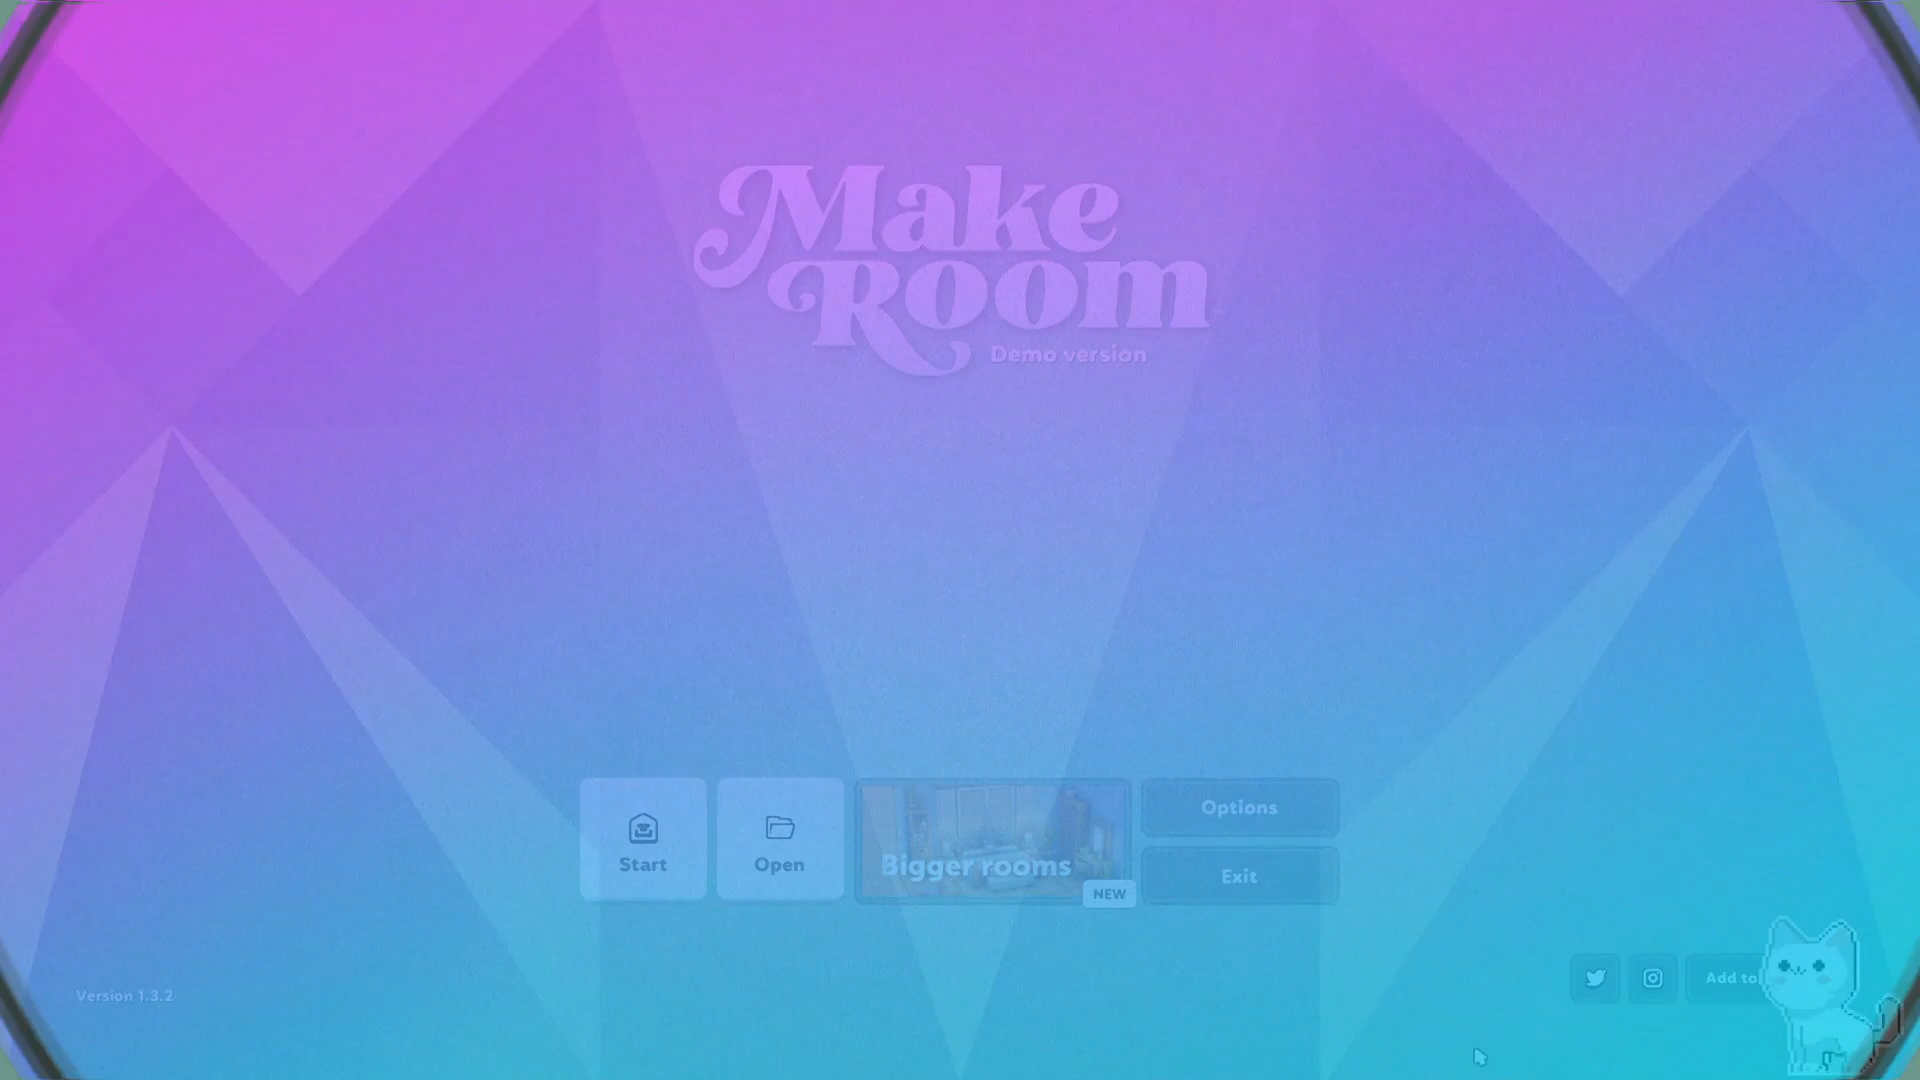 Make
Room
Demo version
Start
Open
Bigger rooms
NEW
Options
Exit
Version 1.3.2
Add to